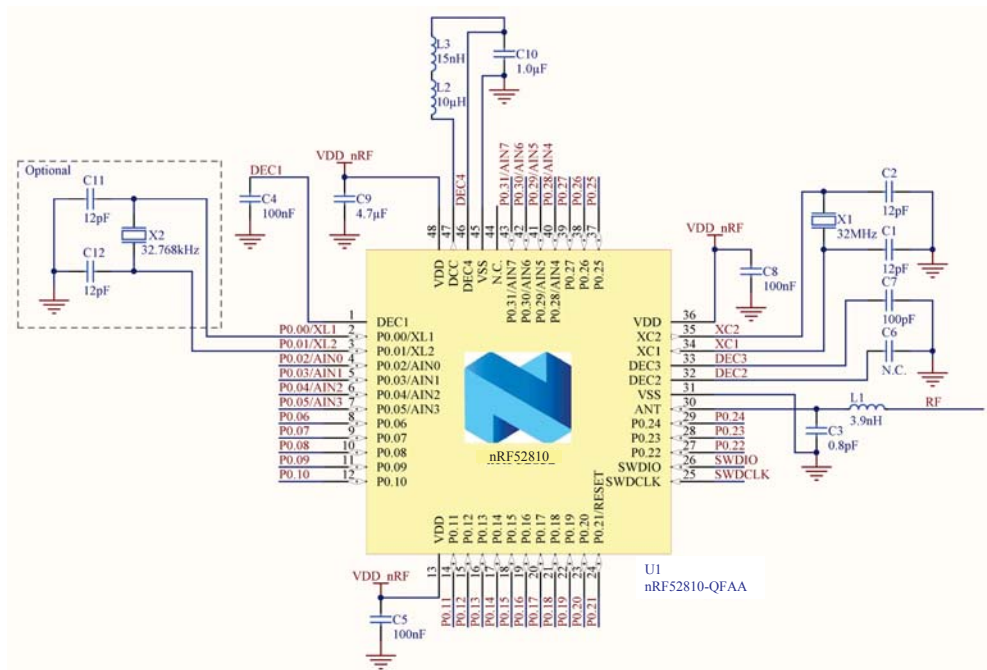 L3
15nH
L2
10µH
C10
1.0µF
Optional
C11
12pF
X2
32.768kHz
C12
12pF
DEC1
C4
100nF
VDD_nRF
C9
4.7µF
DEC4
P0.31/AIN7
P0.30/AIN6
P0.29/AIN5
P0.28/AIN4
P0.27
P0.26
P0.25
48
47
46
45
44
43
42
41
40
39
38
37
VDD
DCC
DEC4
VSS
N.C.
P0.31/AIN7
P0.30/AIN6
P0.29/AIN5
P0.28/AIN4
P0.27
P0.26
P0.25
VDD_nRF
C8
100nF
C2
12pF
X1
32MHz
C1
12pF
C7
100pF
C6
N.C.
1 DEC1
P0.00/XL1 2 P0.00/XL1
P0.01/XL2 3 P0.01/XL2
P0.02/AIN0 4 P0.02/AIN0
P0.03/AIN1 5 P0.03/AIN1
P0.04/AIN2 6 P0.04/AIN2
P0.05/AIN3 7 P0.05/AIN3
P0.06 8 P0.06
P0.07 9 P0.07
P0.08 10 P0.08
P0.09 11 P0.09
P0.10 12 P0.10
nRF52810
VDD 36
XC2 35 XC2
XC1 34 XC1
DEC3 33 DEC3
DEC2 32 DEC2
VSS 31
ANT 30
P0.24 29 P0.24
P0.23 28 P0.23
P0.22 27 P0.22
SWDIO 26 SWDIO
SWDCLK 25 SWDCLK
L1
3.9nH
RF
C3
0.8pF
VDD
P0.11
P0.12
P0.13
P0.14
P0.15
P0.16
P0.17
P0.18
P0.19
P0.20
P0.21/RESET
13
14
15
16
17
18
19
20
21
22
23
24
P0.11
P0.12
P0.13
P0.14
P0.15
P0.16
P0.17
P0.18
P0.19
P0.20
P0.21
VDD_nRF
C5
100nF
U1
nRF52810-QFAA